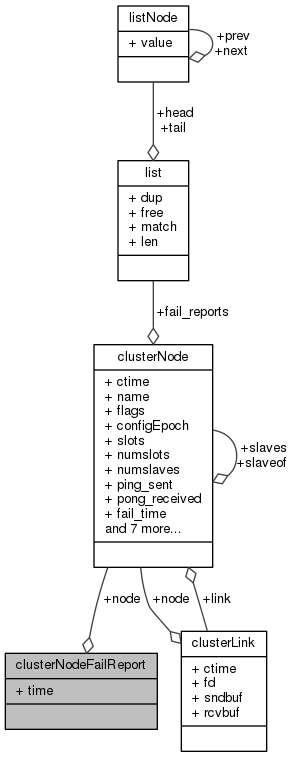 listNode
+ value
+prev
+next
+head
+tail
list
+ dup
+ free
+ match
+ len
+fail_reports
clusterNode
+ ctime
+ name
+ flags
+ configEpoch
+ slots
+ numslots
+ numslaves
+ ping_sent
+ pong_received
+ fail_time
and 7 more...
+slaves
+slaveof
+node
+node
+link
clusterNodeFailReport
+ time
clusterLink
+ ctime
+ fd
+ sndbuf
+ rcvbuf